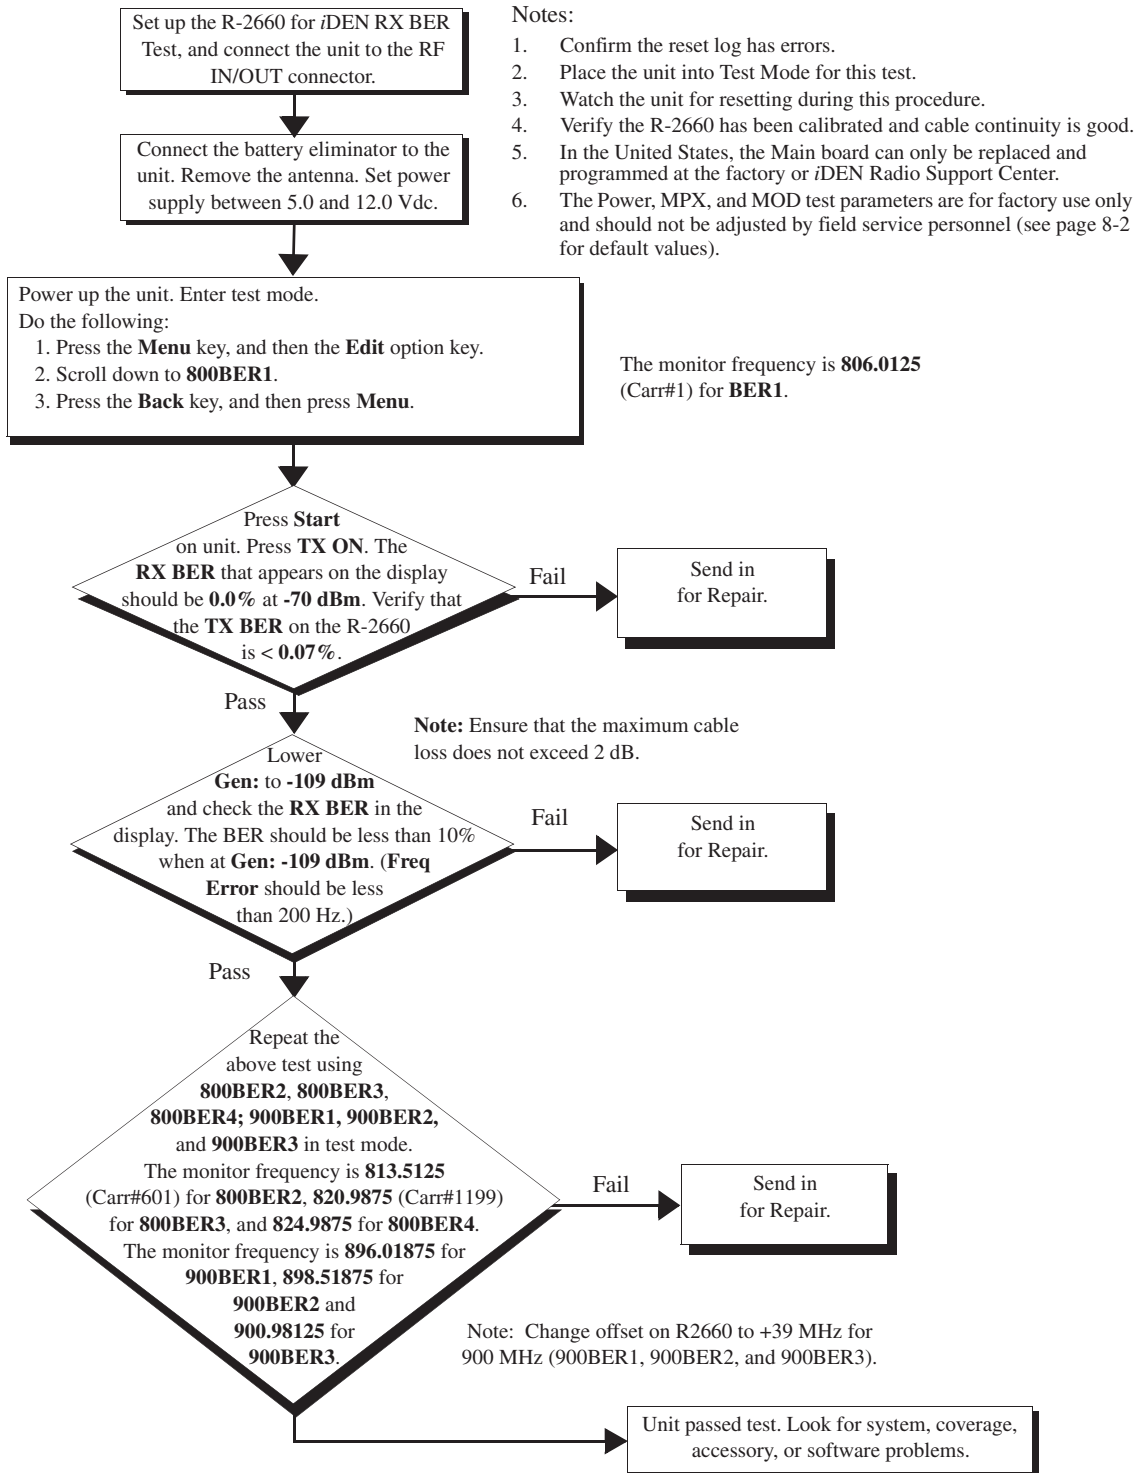 Set up the R-2660 for iDEN RX BER
Test, and connect the unit to the RF
IN/OUT connector.
Notes:
1. Confirm the reset log has errors.
2. Place the unit into Test Mode for this test.
3. Watch the unit for resetting during this procedure.
4. Verify the R-2660 has been calibrated and cable continuity is good.
5. In the United States, the Main board can only be replaced and
programmed at the factory or iDEN Radio Support Center.
6. The Power, MPX, and MOD test parameters are for factory use only
and should not be adjusted by field service personnel (see page 8-2
for default values).
Connect the battery eliminator to the
unit. Remove the antenna. Set power
supply between 5.0 and 12.0 Vdc.
Power up the unit. Enter test mode.
Do the following:
1. Press the Menu key, and then the Edit option key.
2. Scroll down to 800BER1.
3. Press the Back key, and then press Menu.
The monitor frequency is 806.0125
(Carr#1) for BER1.
Press Start
on unit. Press TX ON. The
RX BER that appears on the display
should be 0.0% at -70 dBm. Verify that
the TX BER on the R-2660
is < 0.07%.
Fail
Send in
for Repair.
Pass
Note: Ensure that the maximum cable
loss does not exceed 2 dB.
Lower
Gen: to -109 dBm
and check the RX BER in the
display. The BER should be less than 10%
when at Gen: -109 dBm. (Freq
Error should be less
than 200 Hz.)
Fail
Send in
for Repair.
Pass
Repeat the
above test using
800BER2, 800BER3,
800BER4; 900BER1, 900BER2,
and 900BER3 in test mode.
The monitor frequency is 813.5125
(Carr#601) for 800BER2, 820.9875 (Carr#1199)
for 800BER3, and 824.9875 for 800BER4.
The monitor frequency is 896.01875 for
900BER1, 898.51875 for
900BER2 and
900.98125 for
900BER3.
Fail
Send in
for Repair.
Note: Change offset on R2660 to +39 MHz for
900 MHz (900BER1, 900BER2, and 900BER3).
Unit passed test. Look for system, coverage,
accessory, or software problems.